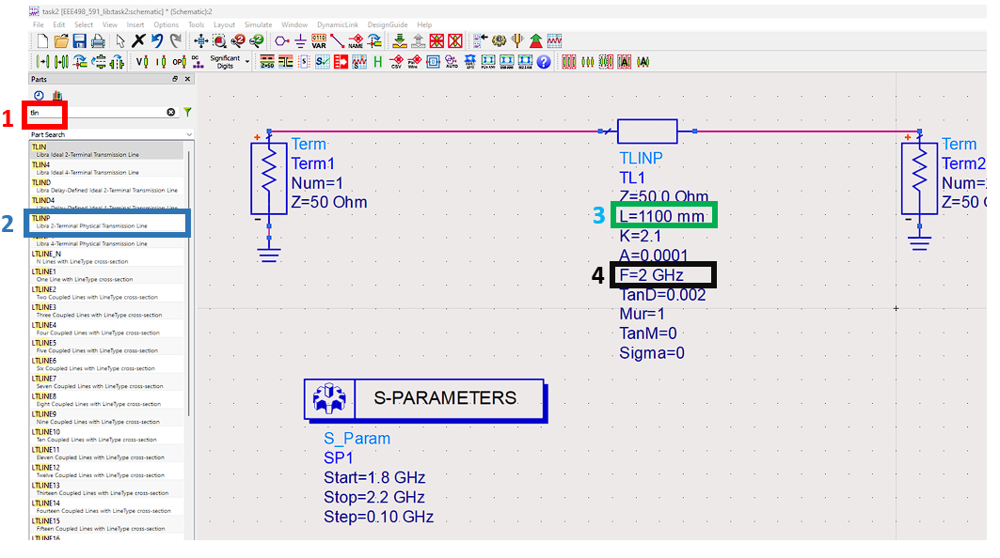 task2 [EEE498_591_lib:task2:schematic] * (Schematic):2
File Edit Select View Insert Options Tools Layout Simulate Window DynamicLink DesignGuide Help
VAR
NAME
Significant
Digits
Parts
1
tlin
Part Search
TLIN
Libra Ideal 2-Terminal Transmission Line
TLIN4
Libra Ideal 4-Terminal Transmission Line
TLIND
Libra Delay-Defined Ideal 2-Terminal Transmission Line
TLIND4
Libra Delay-Defined Ideal 4-Terminal Transmission Line
2
TLINP
Libra 2-Terminal Physical Transmission Line
Libra 4-Terminal Physical Transmission Line
LTLINE_N
N Lines with LineType cross-section
LTLINE1
One Line with LineType cross-section
LTLINE2
Two Coupled Lines with LineType cross-section
LTLINE3
Three Coupled Lines with LineType cross-section
LTLINE4
Four Coupled Lines with LineType cross-section
LTLINE5
Five Coupled Lines with LineType cross-section
LTLINE6
Six Coupled Lines with LineType cross-section
LTLINE7
Seven Coupled Lines with LineType cross-section
LTLINE8
Eight Coupled Lines with LineType cross-section
LTLINE9
Nine Coupled Lines with LineType cross-section
LTLINE10
Ten Coupled Lines with LineType cross-section
LTLINE11
Eleven Coupled Lines with LineType cross-section
LTLINE12
Twelve Coupled Lines with LineType cross-section
LTLINE13
Thirteen Coupled Lines with LineType cross-section
LTLINE14
Fourteen Coupled Lines with LineType cross-section
LTLINE15
Fifteen Coupled Lines with LineType cross-section
LTLINE16
Term
Term1
Num=1
Z=50 Ohm
TLINP
TL1
Z=50.0 Ohm
3
L=1100 mm
K=2.1
A=0.0001
4
F=2 GHz
TanD=0.002
Mur=1
TanM=0
Sigma=0
Term
Term2
Num=
Z=50 O
S-PARAMETERS
S_Param
SP1
Start=1.8 GHz
Stop=2.2 GHz
Step=0.10 GHz